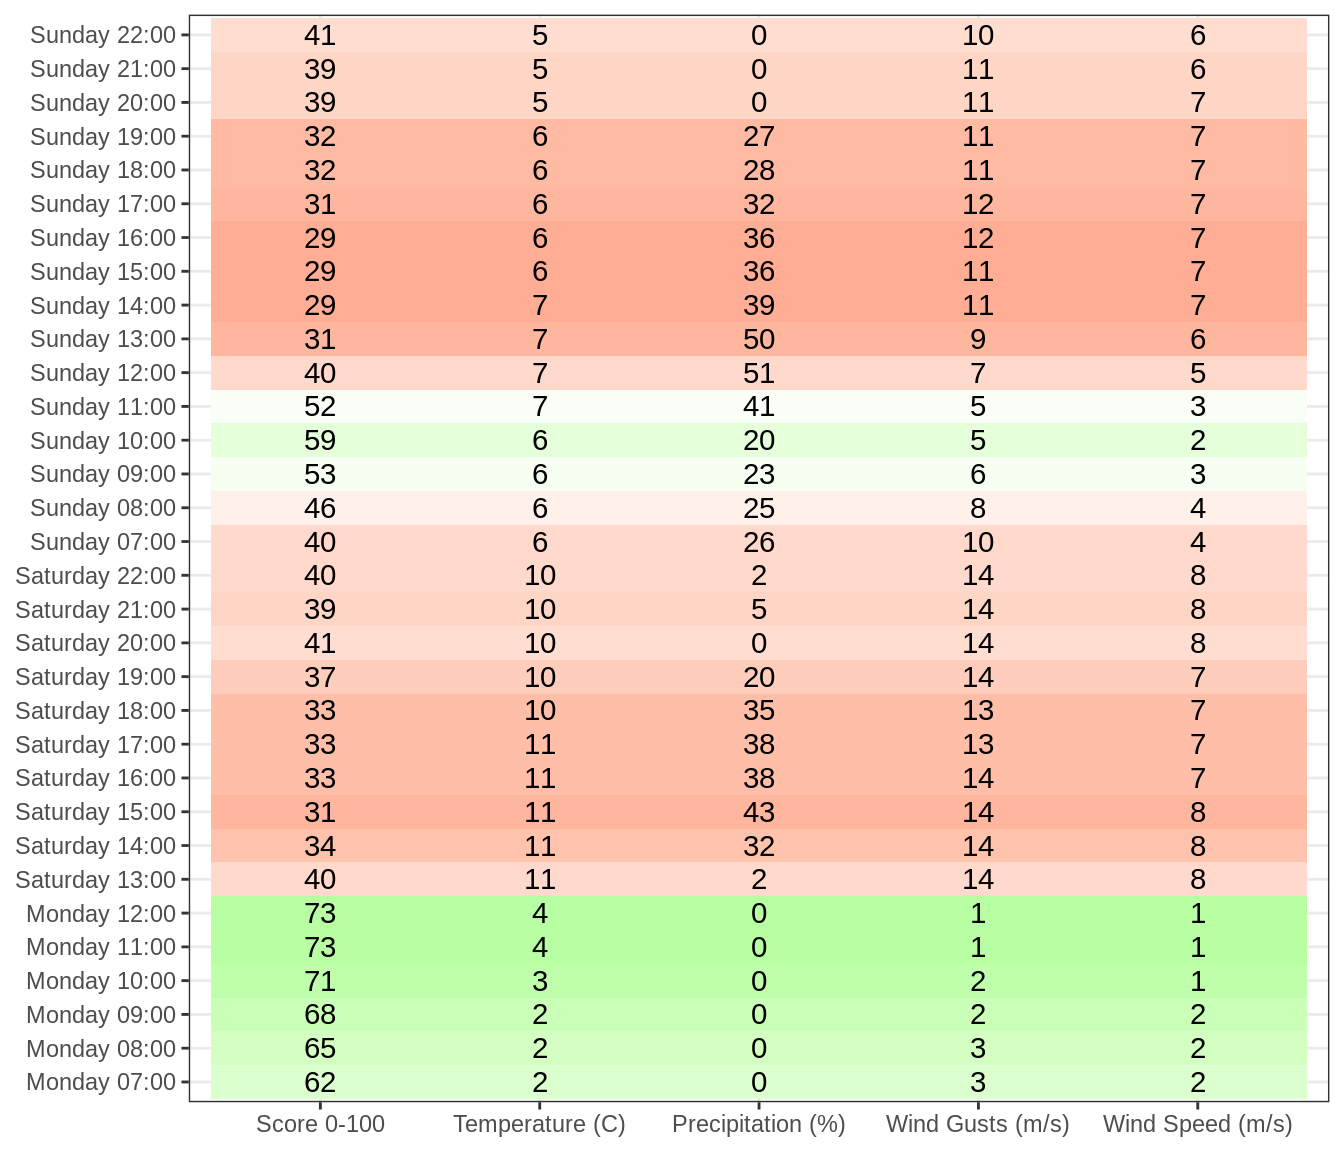 Sunday 22:00 41 5 0 10 6
Sunday 21:00 39 5 0 11 6
Sunday 20:00 39 5 0 11 7
Sunday 19:00 32 6 27 11 7
Sunday 18:00 32 6 28 11 7
Sunday 17:00 31 6 32 12 7
Sunday 16:00 29 6 36 12 7
Sunday 15:00 29 6 36 11 7
Sunday 14:00 29 7 39 11 7
Sunday 13:00 31 7 50 9 6
Sunday 12:00 40 7 51 7 5
Sunday 11:00 52 7 41 5 3
Sunday 10:00 59 6 20 5 2
Sunday 09:00 53 6 23 6 3
Sunday 08:00 46 6 25 8 4
Sunday 07:00 40 6 26 10 4
Saturday 22:00 40 10 2 14 8
Saturday 21:00 39 10 5 14 8
Saturday 20:00 41 10 0 14 8
Saturday 19:00 37 10 20 14 7
Saturday 18:00 33 10 35 13 7
Saturday 17:00 33 11 38 13 7
Saturday 16:00 33 11 38 14 7
Saturday 15:00 31 11 43 14 8
Saturday 14:00 34 11 32 14 8
Saturday 13:00 40 11 2 14 8
Monday 12:00 73 4 0 1 1
Monday 11:00 73 4 0 1 1
Monday 10:00 71 3 0 2 1
Monday 09:00 68 2 0 2 2
Monday 08:00 65 2 0 3 2
Monday 07:00 62 2 0 3 2
Score 0-100 Temperature (C) Precipitation (%) Wind Gusts (m/s) Wind Speed (m/s)